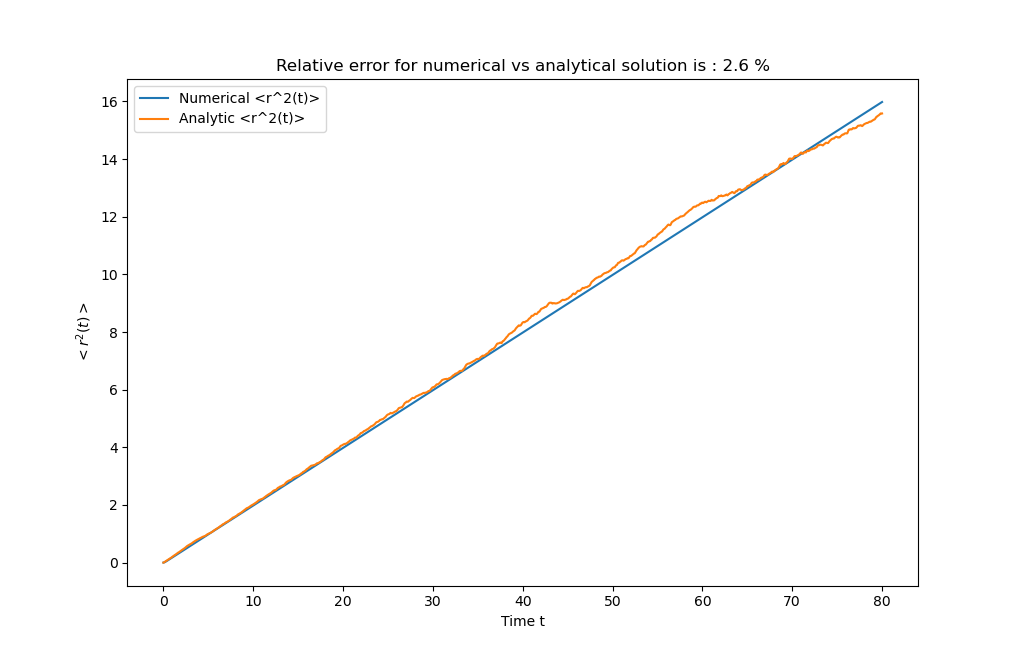 Relative error for numerical vs analytical solution is : 2.6 %
Numerical <r^2(t)>
Analytic <r^2(t)>
16
14
12
10
8
6
4
2
0
< r²(t) >
0 10 20 30 40 50 60 70 80
Time t